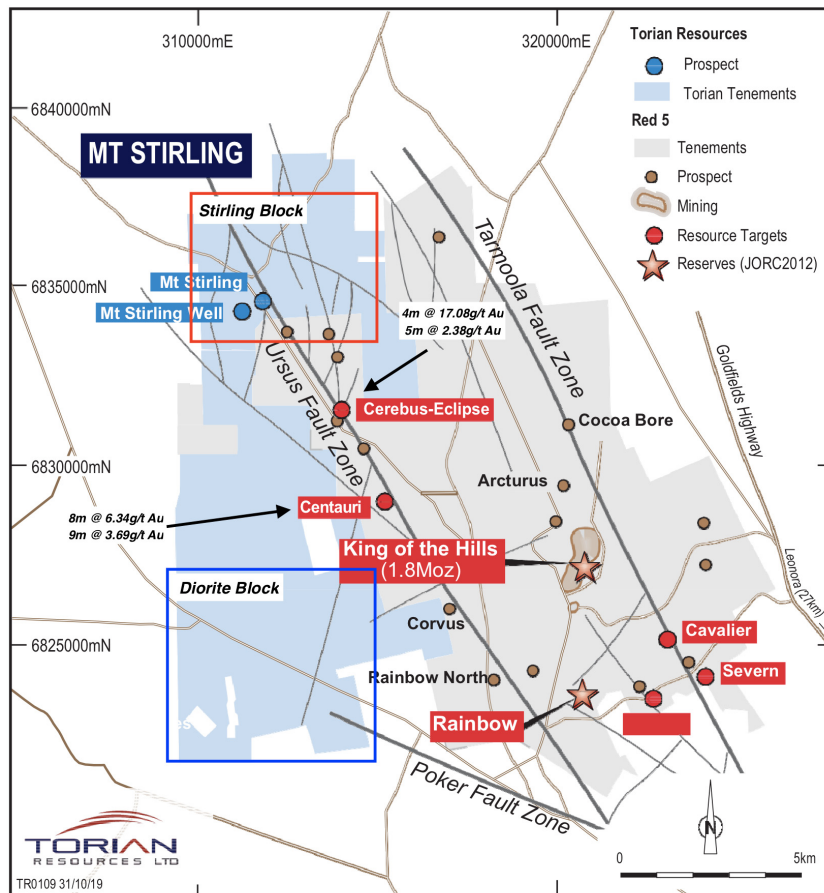 310000mE
320000mE
6840000mN
6835000mN
6830000mN
6825000mN
MT STIRLING
Stirling Block
Mt Stirling
Mt Stirling Well
4m @ 17.08g/t Au
5m @ 2.38g/t Au
Ursus Fault Zone
Tarmoola Fault Zone
Goldfields Highway
Leonora (27km)
Cerebus-Eclipse
Cocoa Bore
Arcturus
8m @ 6.34g/t Au
9m @ 3.69g/t Au
Centauri
King of the Hills
(1.8Moz)
Diorite Block
Corvus
Cavalier
Severn
Rainbow North
Rainbow
es
Poker Fault Zone
Torian Resources
Prospect
Torian Tenements
Red 5
Tenements
Prospect
Mining
Resource Targets
Reserves (JORC2012)
TORIAN
RESOURCES LTD
TR0109 31/10/19
N
0
5km